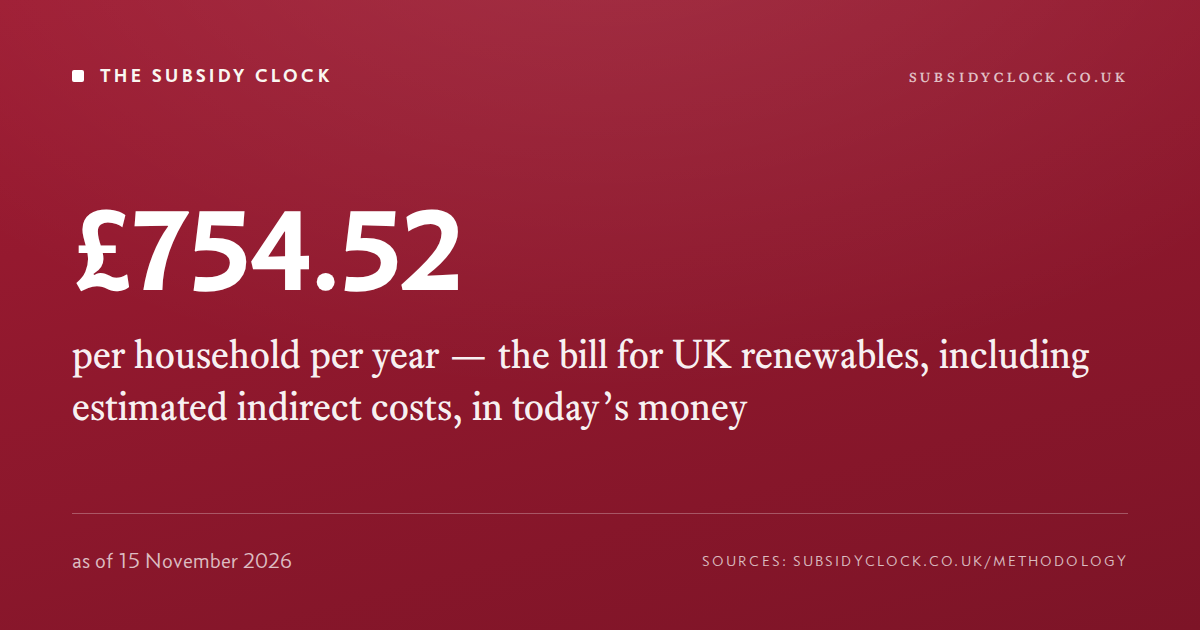 THE SUBSIDY CLOCK
SUBSIDYCLOCK.CO.UK
£754.52
per household per year — the bill for UK renewables, including
estimated indirect costs, in today’s money
as of 15 November 2026
SOURCES: SUBSIDYCLOCK.CO.UK/METHODOLOGY